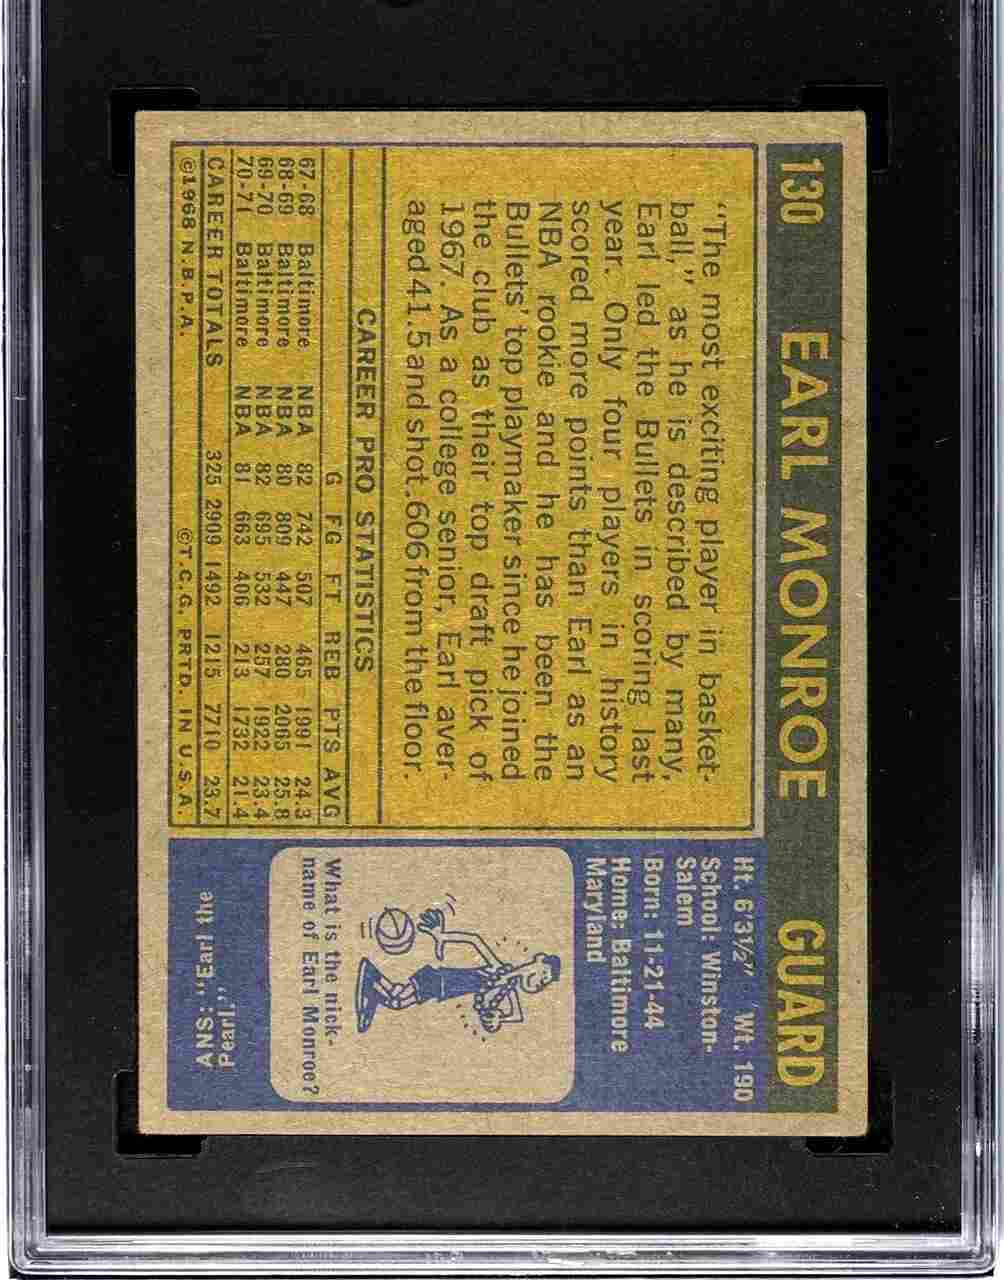 130 EARL MONROE GUARD
"The most exciting player in basket-
ball," as he is described by many,
Earl led the Bullets in scoring last
year. Only four players in history
scored more points than Earl as an
NBA rookie and he has been the
Bullets' top playmaker since he joined
the club as their top draft pick of
1967. As a college senior, Earl aver-
aged 41.5 and shot .606 from the floor.
CAREER PRO STATISTICS
G FG FT REB PTS AVG
67-68 Baltimore NBA 82 742 507 465 1991 24.3
68-69 Baltimore NBA 80 809 447 280 2065 25.8
69-70 Baltimore NBA 82 695 532 257 1922 23.4
70-71 Baltimore NBA 81 663 406 213 1732 21.4
CAREER TOTALS 325 2909 1492 1215 7710 23.7
©1968 N.B.P.A. ©T.C.G. PRTD. IN U.S.A.
Ht. 6'3½" Wt. 190
School: Winston-
Salem
Born: 11-21-44
Home: Baltimore
Maryland
What is the nick-
name of Earl Monroe?
ANS: "Earl the
Pearl."